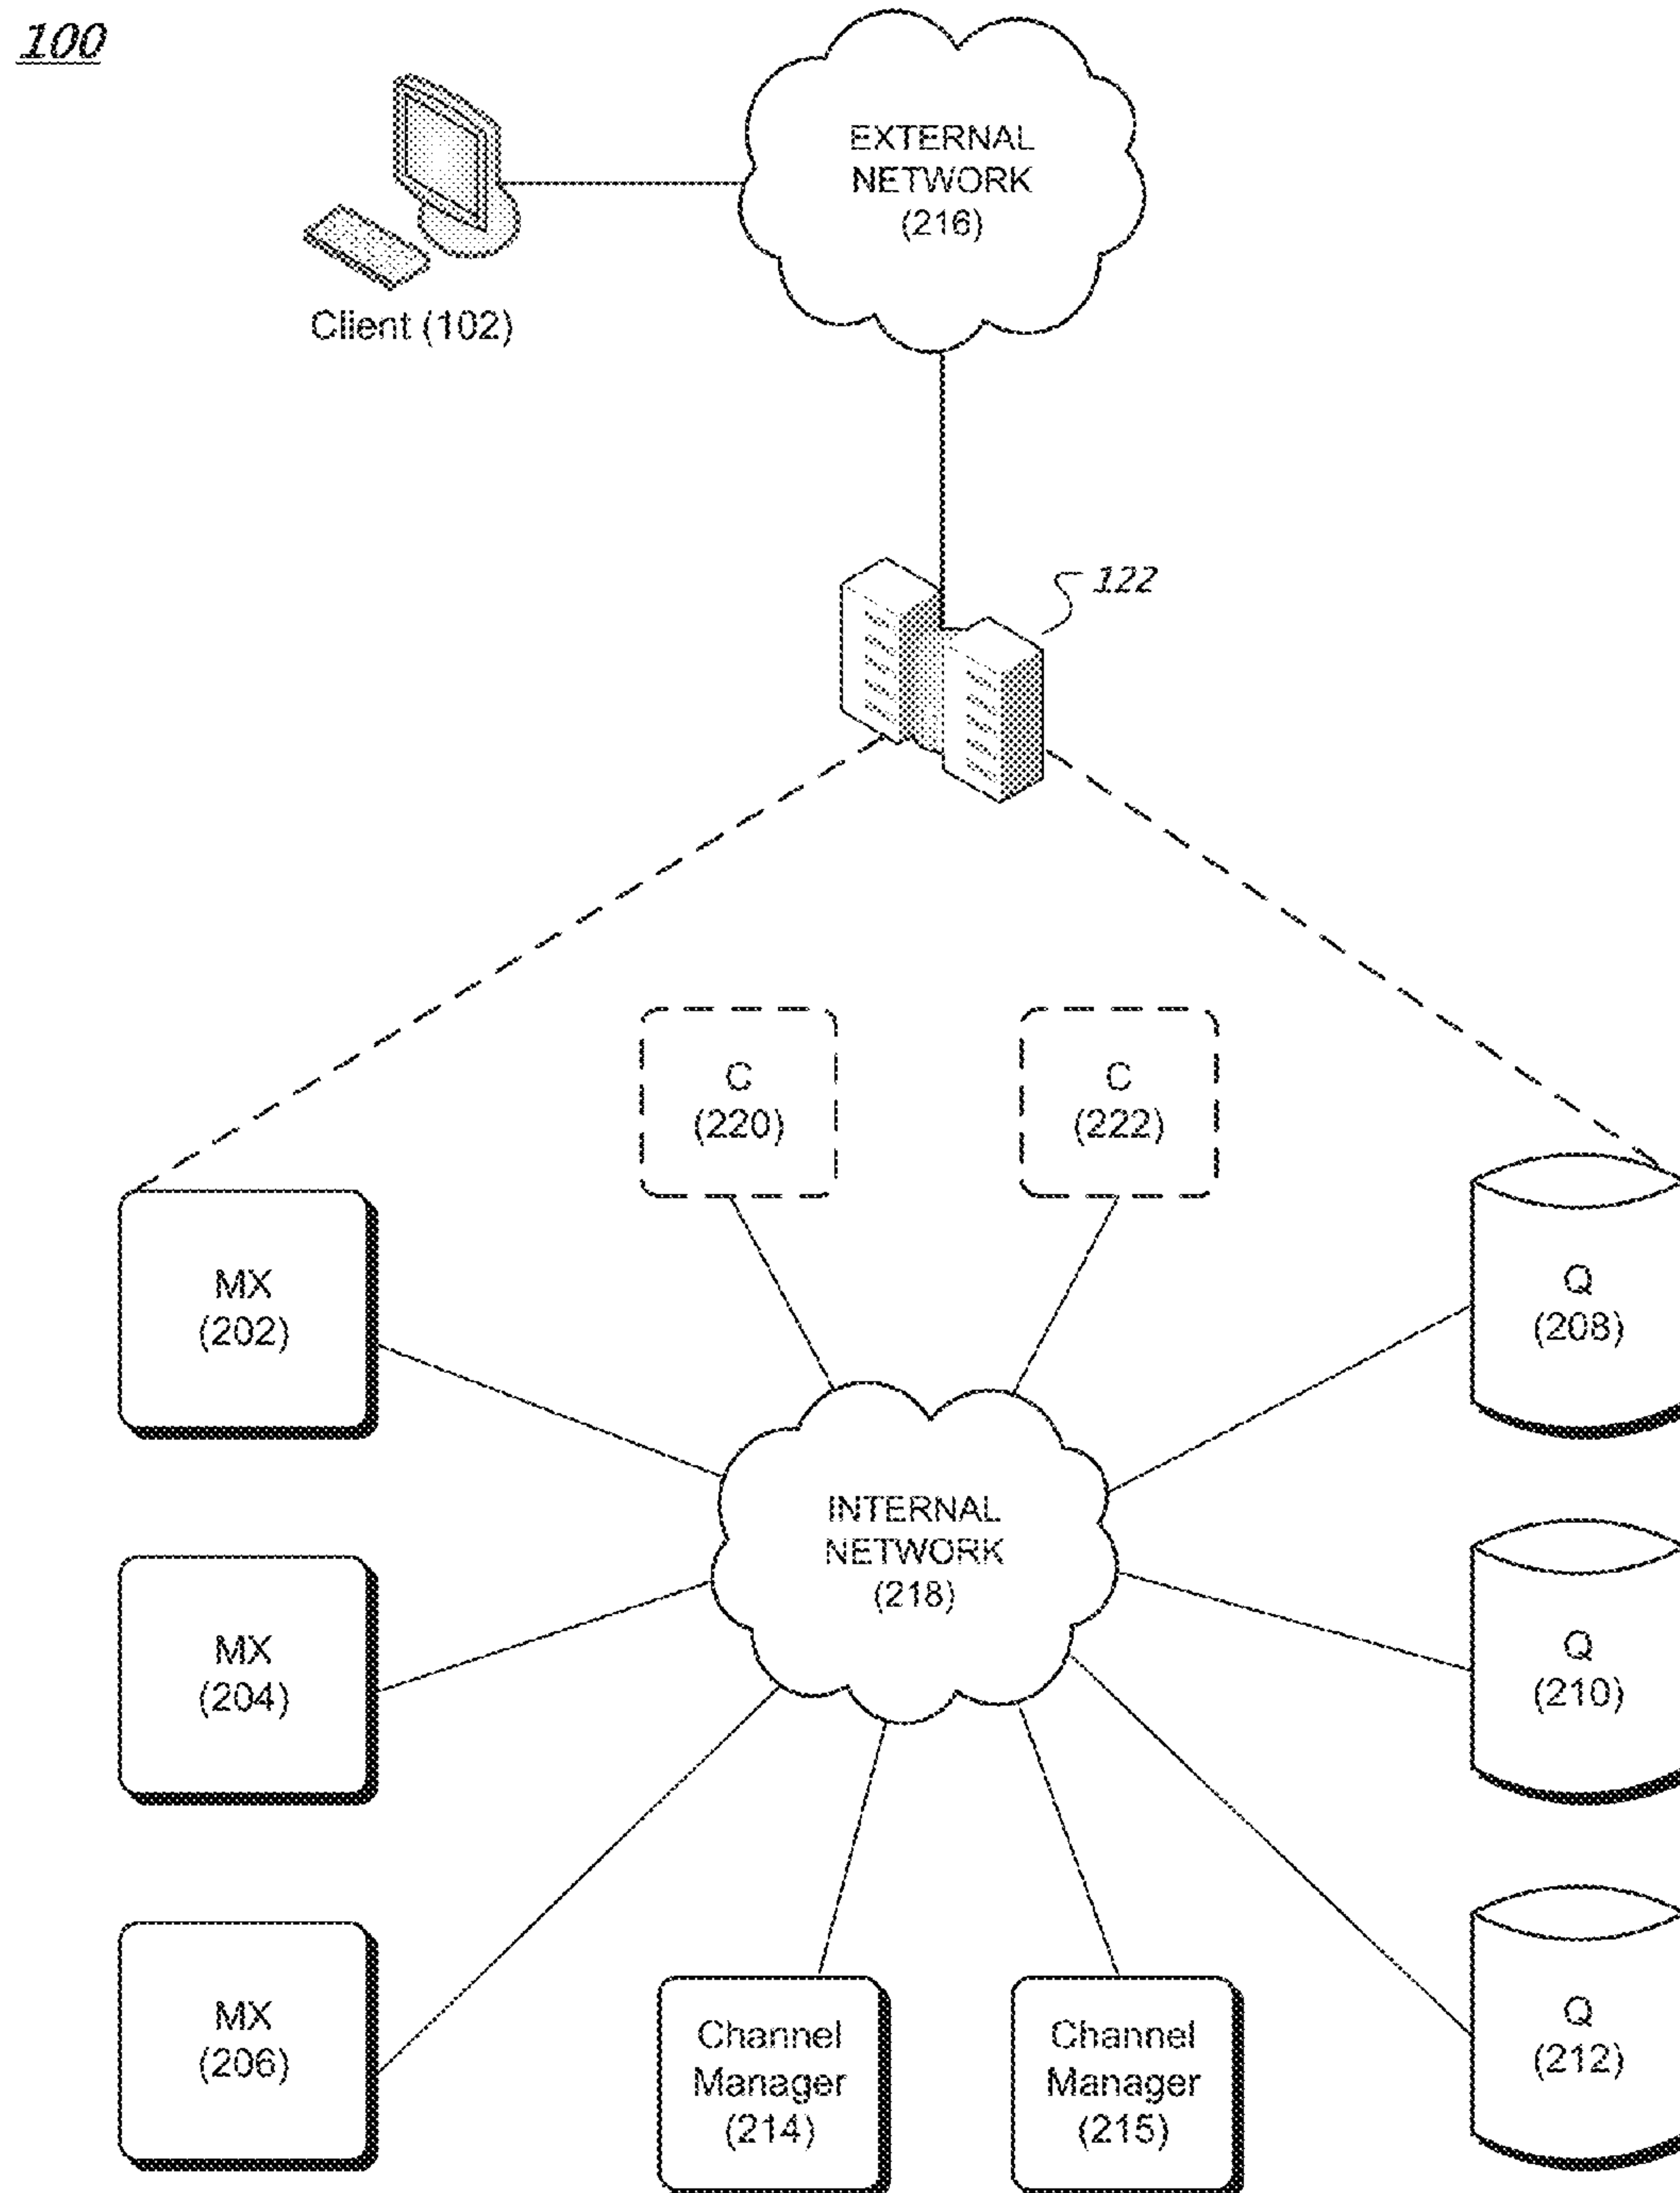 100
EXTERNAL
NETWORK
(216)
Client (102)
122
C
(220)
C
(222)
MX
(202)
Q
(208)
INTERNAL
NETWORK
(218)
MX
(204)
Q
(210)
MX
(206)
Channel
Manager
(214)
Channel
Manager
(215)
Q
(212)